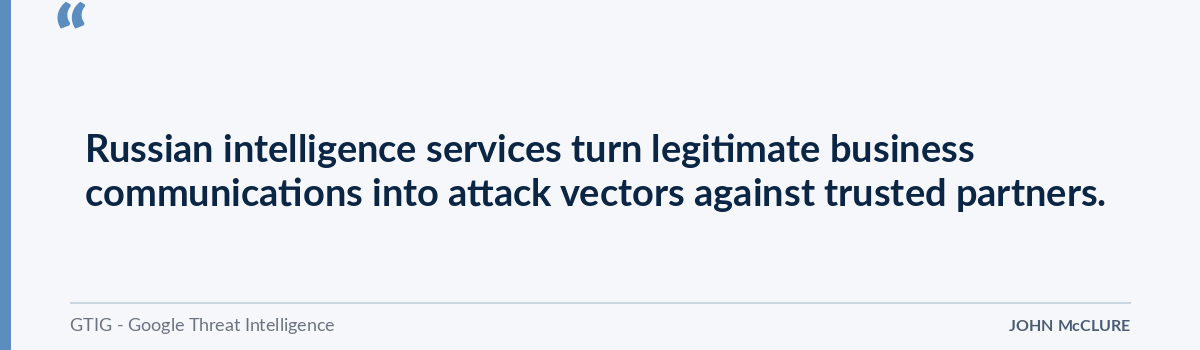 “
Russian intelligence services turn legitimate business
communications into attack vectors against trusted partners.
GTIG - Google Threat Intelligence
JOHN McCLURE